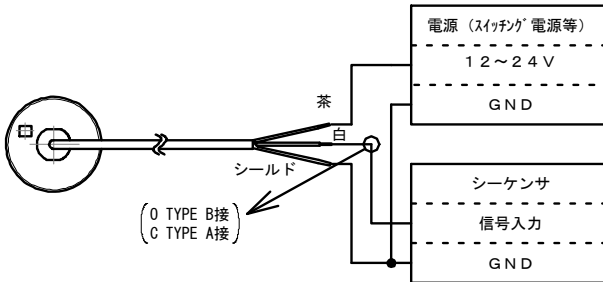 電源（スイッチング電源等）
１２～２４Ｖ
ＧＮＤ
茶
白
シールド
O TYPE B接
C TYPE A接
シーケンサ
信号入力
ＧＮＤ